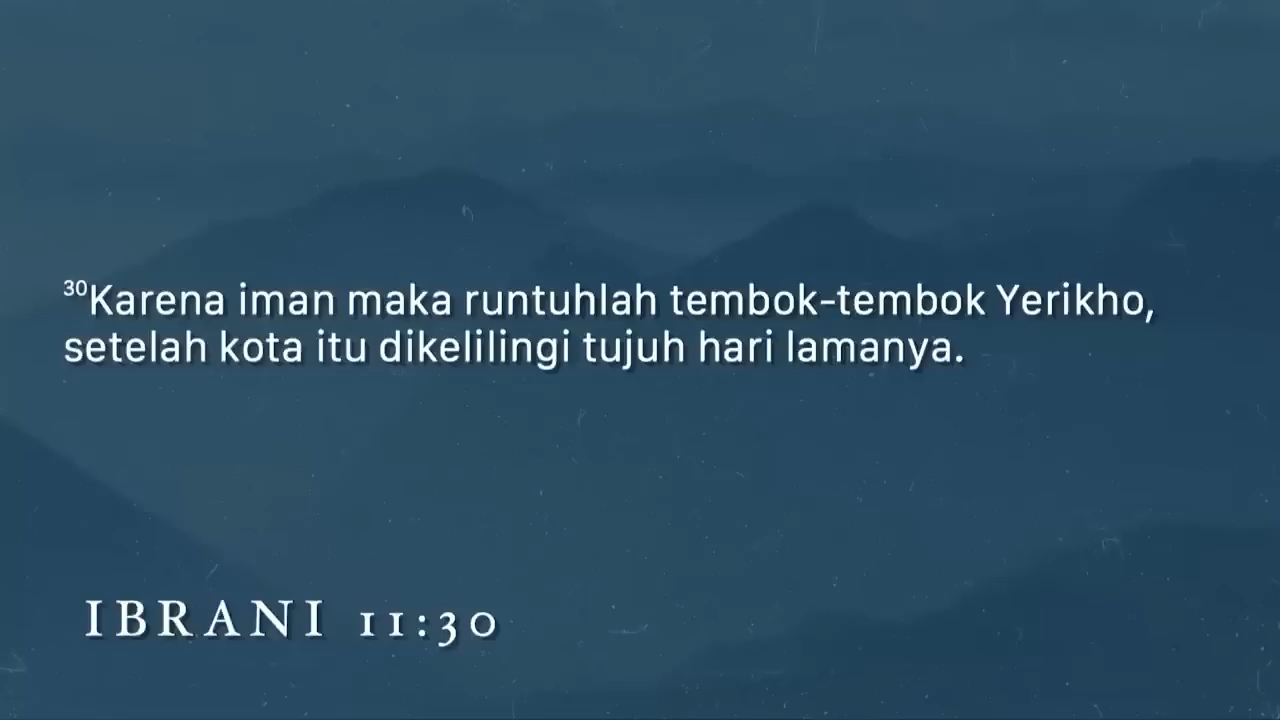 ³⁰Karena iman maka runtuhlah tembok-tembok Yerikho,
setelah kota itu dikelilingi tujuh hari lamanya.
IBRANI 11:30